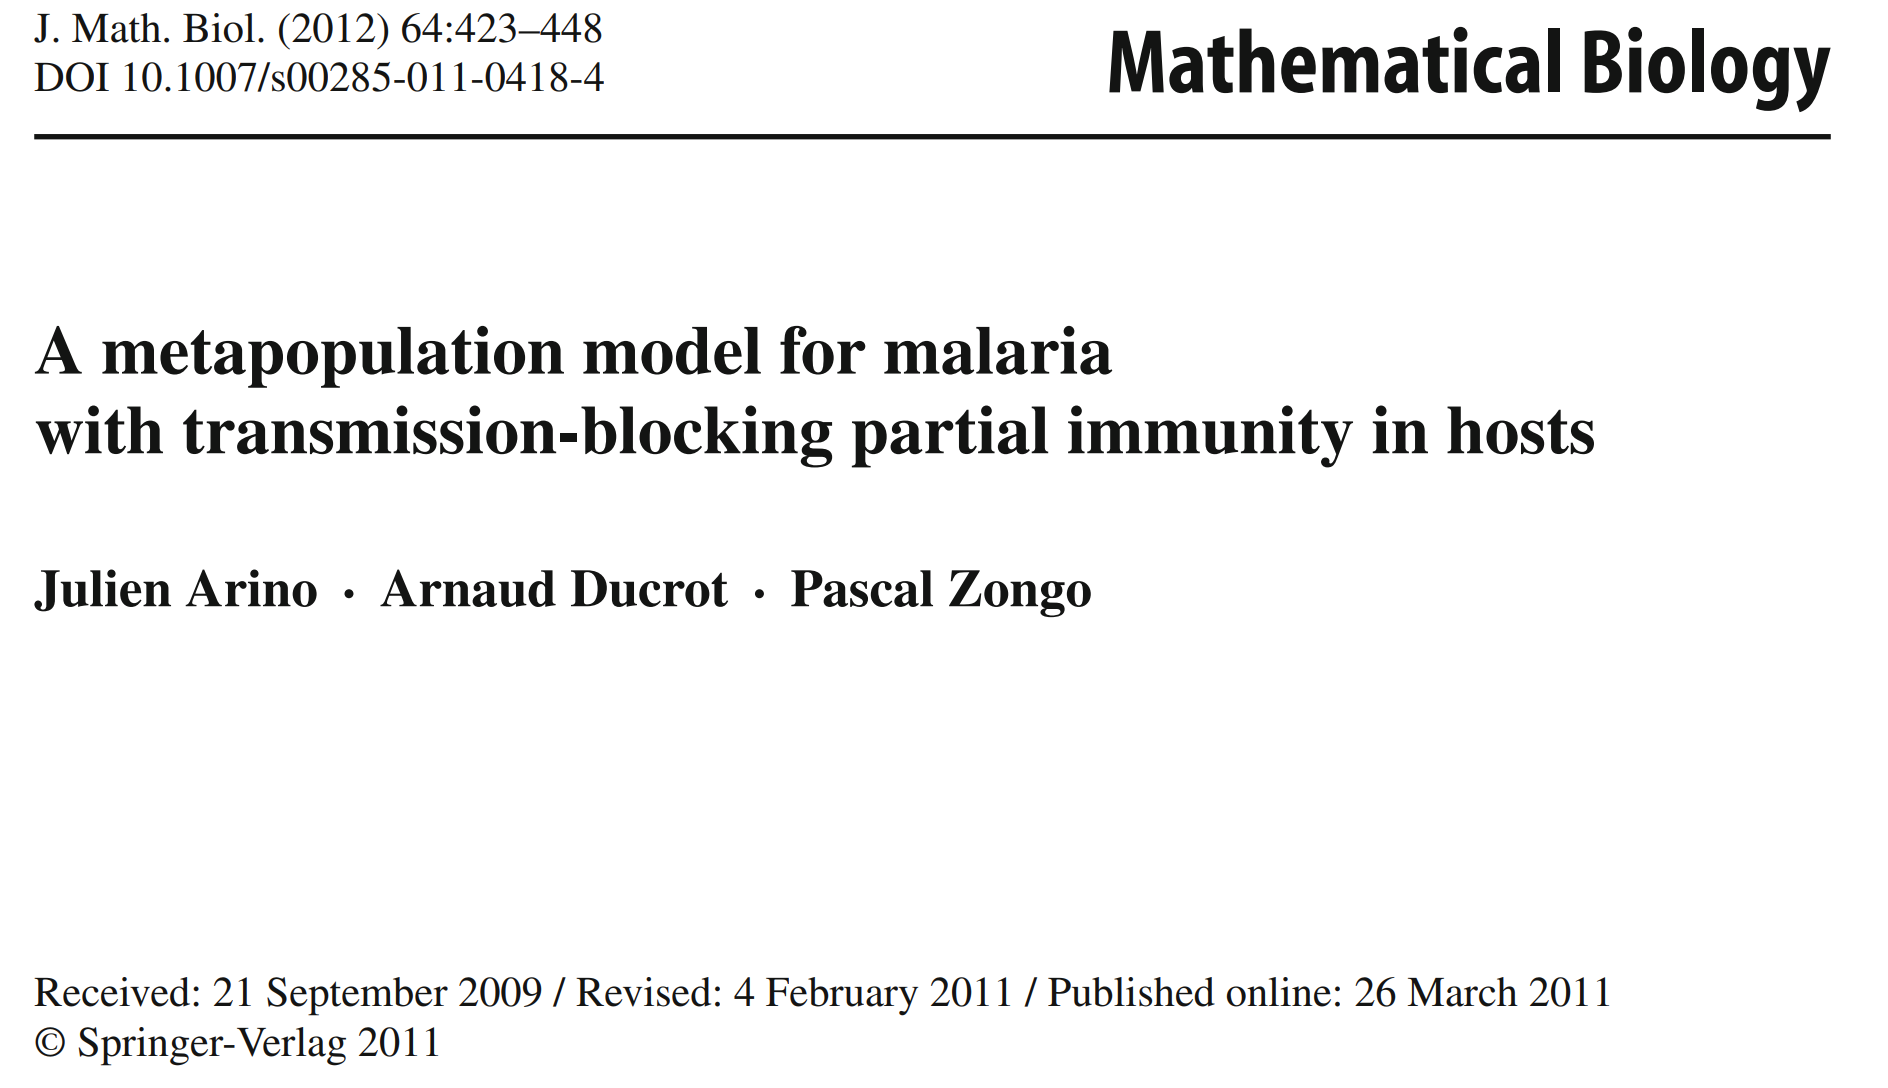 J. Math. Biol. (2012) 64:423–448
DOI 10.1007/s00285-011-0418-4
Mathematical Biology
A metapopulation model for malaria
with transmission-blocking partial immunity in hosts
Julien Arino · Arnaud Ducrot · Pascal Zongo
Received: 21 September 2009 / Revised: 4 February 2011 / Published online: 26 March 2011
© Springer-Verlag 2011